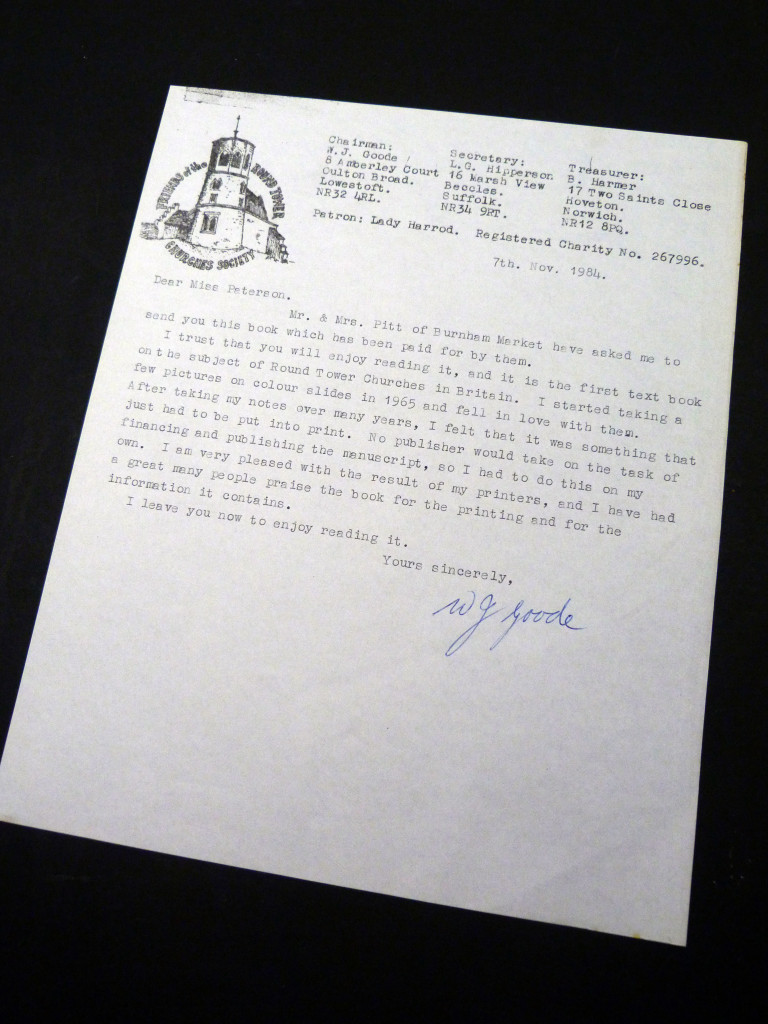 FRIENDS of the ROUND TOWER
CHURCHES SOCIETY
Chairman:
W.J. Goode
8 Amberley Court
Oulton Broad.
Lowestoft.
NR32 4RL.
Secretary:
L.G. Hipperson
16 Marsh View
Beccles.
Suffolk.
NR34 9RT.
Treasurer:
B. Harmer
17 Two Saints Close
Hoveton.
Norwich.
NR12 8PQ.
Patron: Lady Harrod. Registered Charity No. 267996.
7th. Nov. 1984.
Dear Miss Paterson.
Mr. & Mrs. Pitt of Burnham Market have asked me to
send you this book which has been paid for by them.
I trust that you will enjoy reading it, and it is the first text book
on the subject of Round Tower Churches in Britain. I started taking a
few pictures on colour slides in 1965 and fell in love with them.
After taking my notes over many years, I felt that it was something that
just had to be put into print. No publisher would take on the task of
financing and publishing the manuscript, so I had to do this on my
own. I am very pleased with the result of my printers, and I have had
a great many people praise the book for the printing and for the
information it contains.
I leave you now to enjoy reading it.
Yours sincerely,
W J Goode